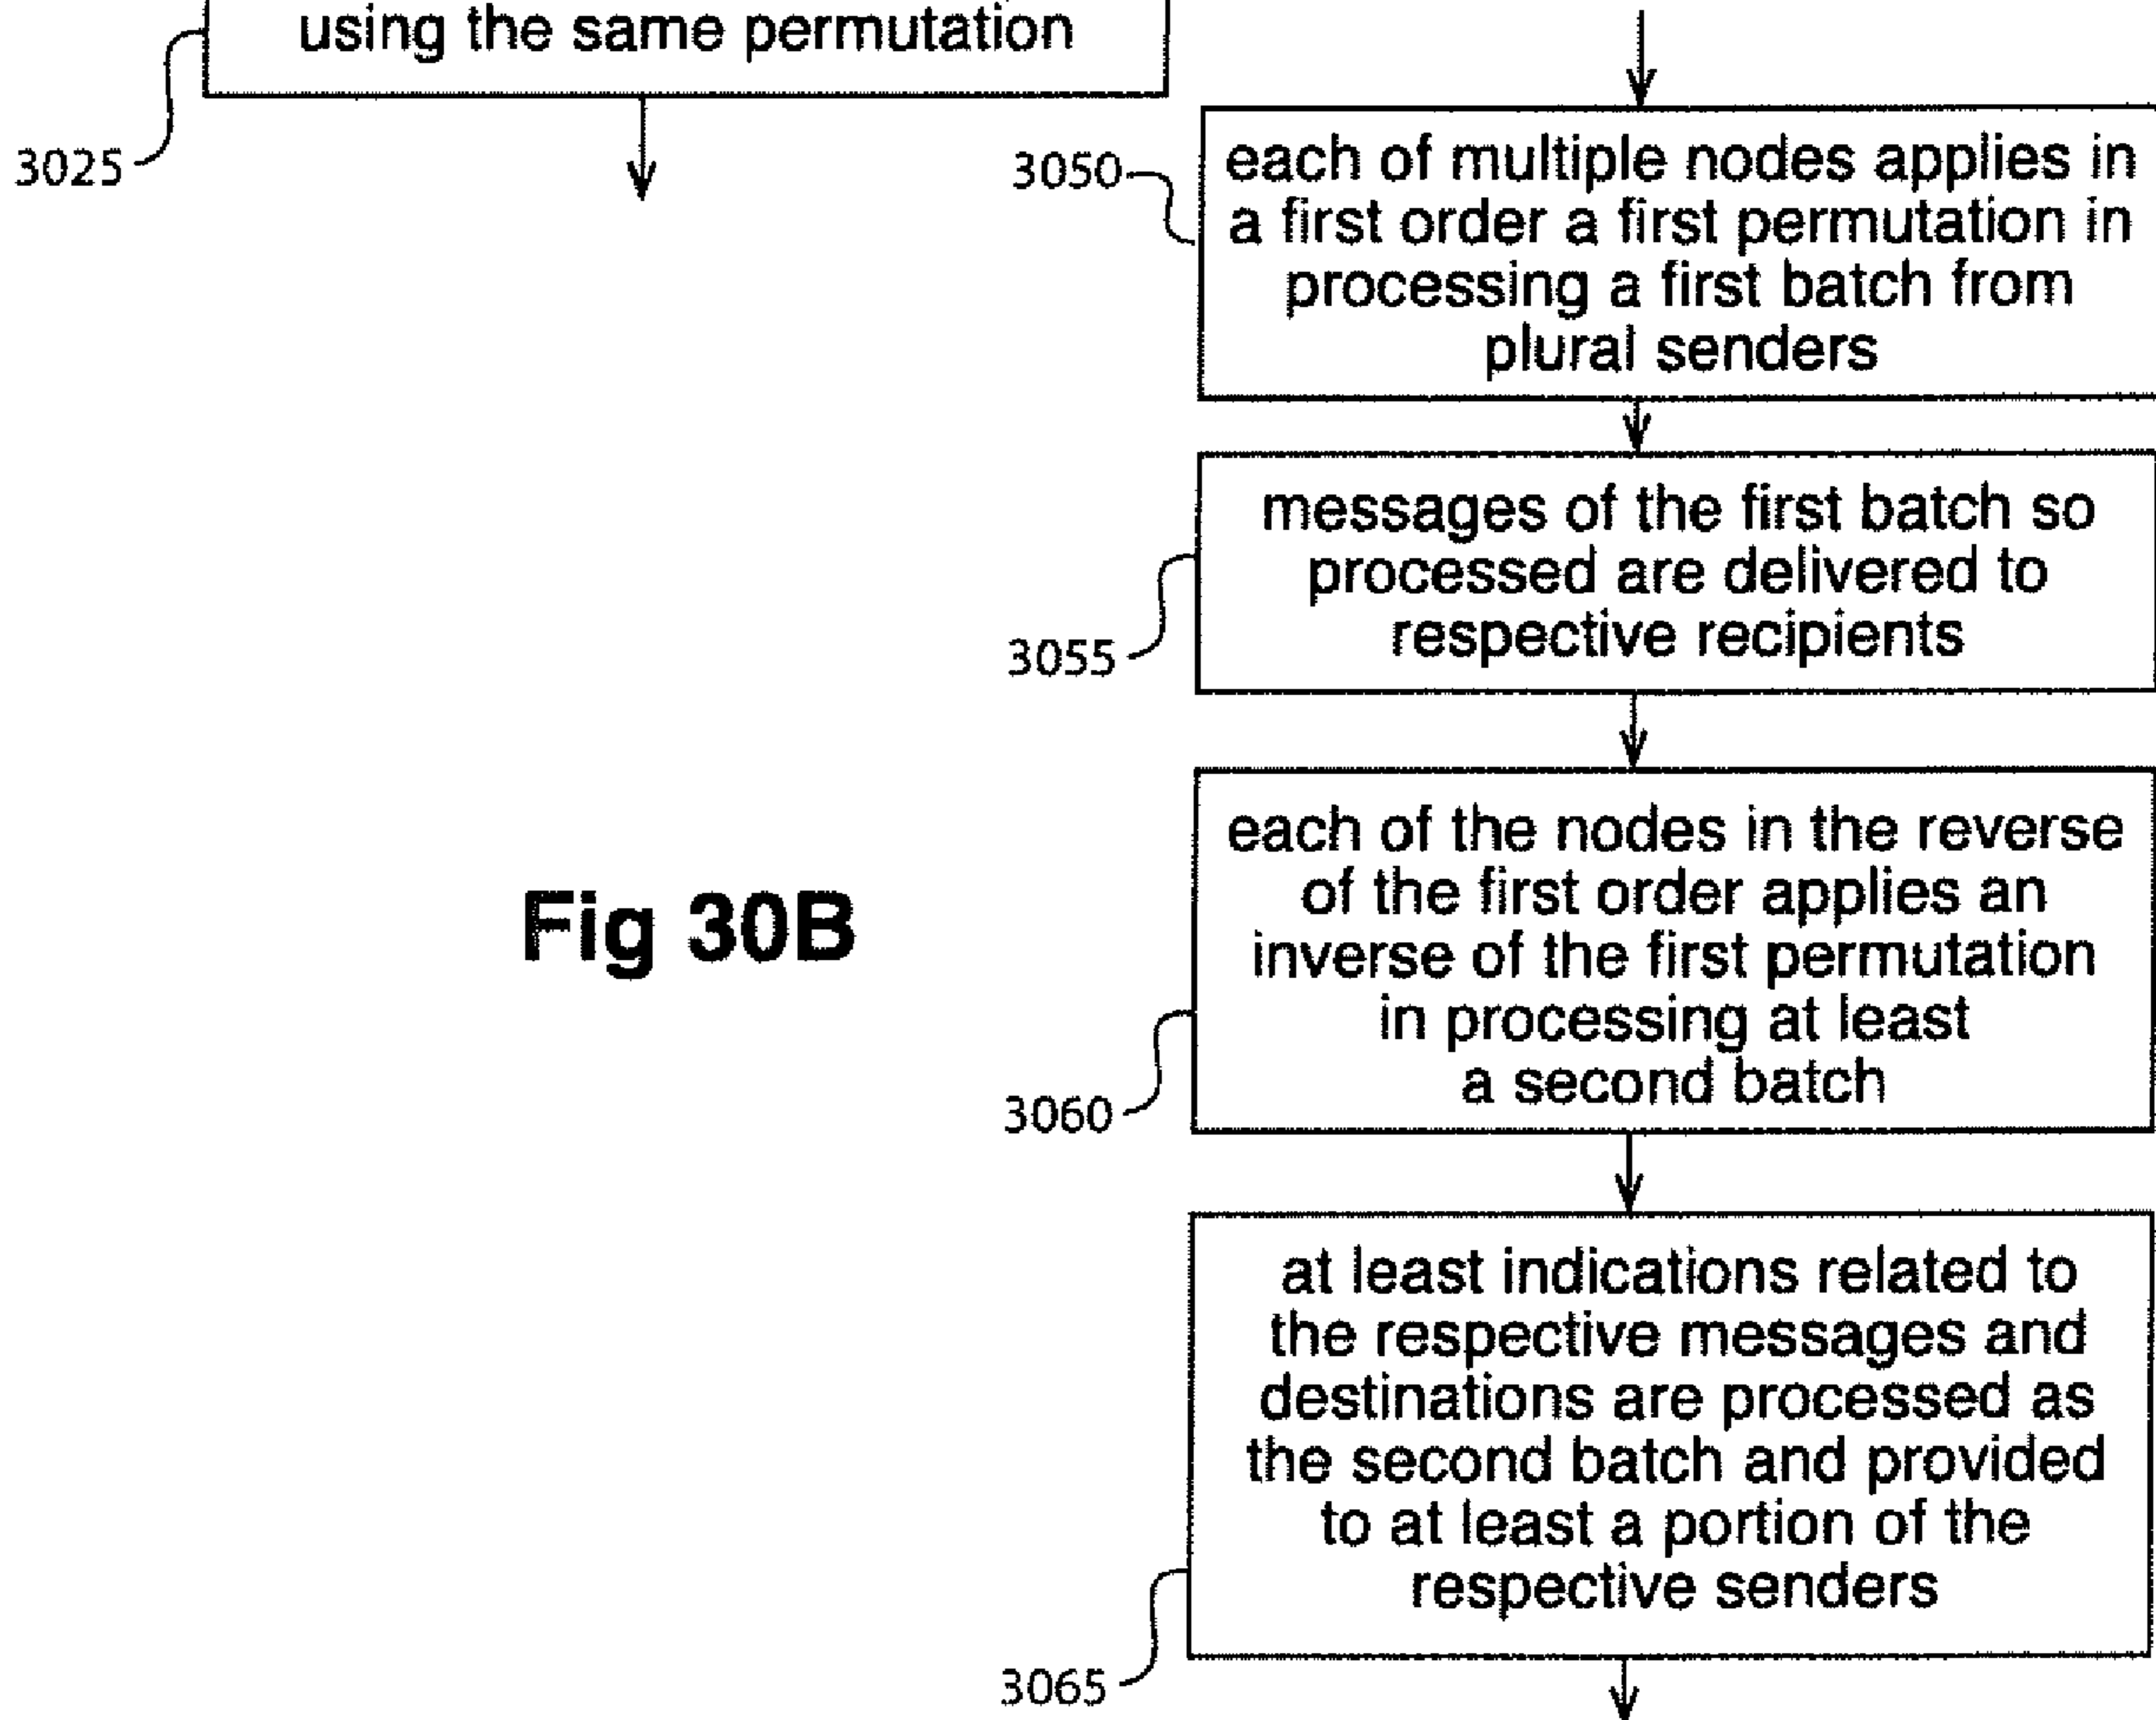 using the same permutation
3025
3050
each of multiple nodes applies in
a first order a first permutation in
processing a first batch from
plural senders
messages of the first batch so
processed are delivered to
respective recipients
3055
each of the nodes in the reverse
of the first order applies an
inverse of the first permutation
in processing at least
a second batch
3060
Fig 30B
at least indications related to
the respective messages and
destinations are processed as
the second batch and provided
to at least a portion of the
respective senders
3065